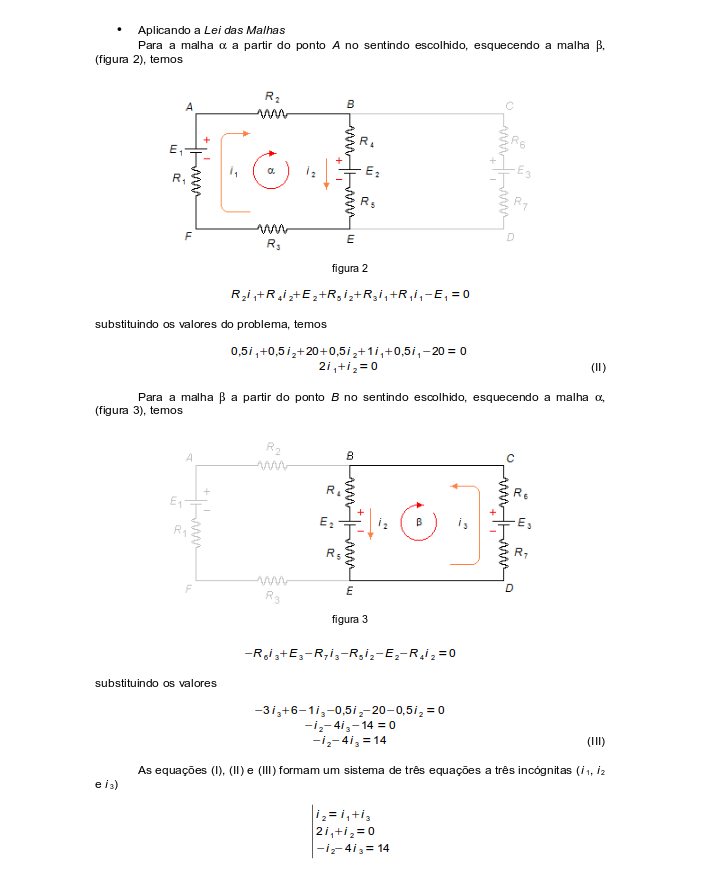 • Aplicando a Lei das Malhas
Para a malha α a partir do ponto A no sentido escolhido, esquecendo a malha β,
(figura 2), temos
A R₂ B C
E₁ + − R₁ i₁ α i₂ R₄ + − E₂ R₅ R₆ + − E₃ R₇
F R₃ E D
figura 2
R₂i₁+R₄i₂+E₂+R₅i₂+R₃i₁+R₁i₁−E₁ = 0
substituindo os valores do problema, temos
0,5i₁+0,5i₂+20+0,5i₂+1i₁+0,5i₁−20 = 0
2i₁+i₂ = 0 (II)
Para a malha β a partir do ponto B no sentido escolhido, esquecendo a malha α,
(figura 3), temos
A R₂ B C
E₁ + − R₁ R₄ E₂ + − R₅ i₂ β i₃ R₆ + − E₃ R₇
F R₃ E D
figura 3
−R₆i₃+E₃−R₇i₃−R₅i₂−E₂−R₄i₂ = 0
substituindo os valores
−3i₃+6−1i₃−0,5i₂−20−0,5i₂ = 0
−i₂−4i₃−14 = 0
−i₂−4i₃ = 14 (III)
As equações (I), (II) e (III) formam um sistema de três equações a três incógnitas (i₁, i₂
e i₃)
i₂ = i₁+i₃
2i₁+i₂ = 0
−i₂−4i₃ = 14